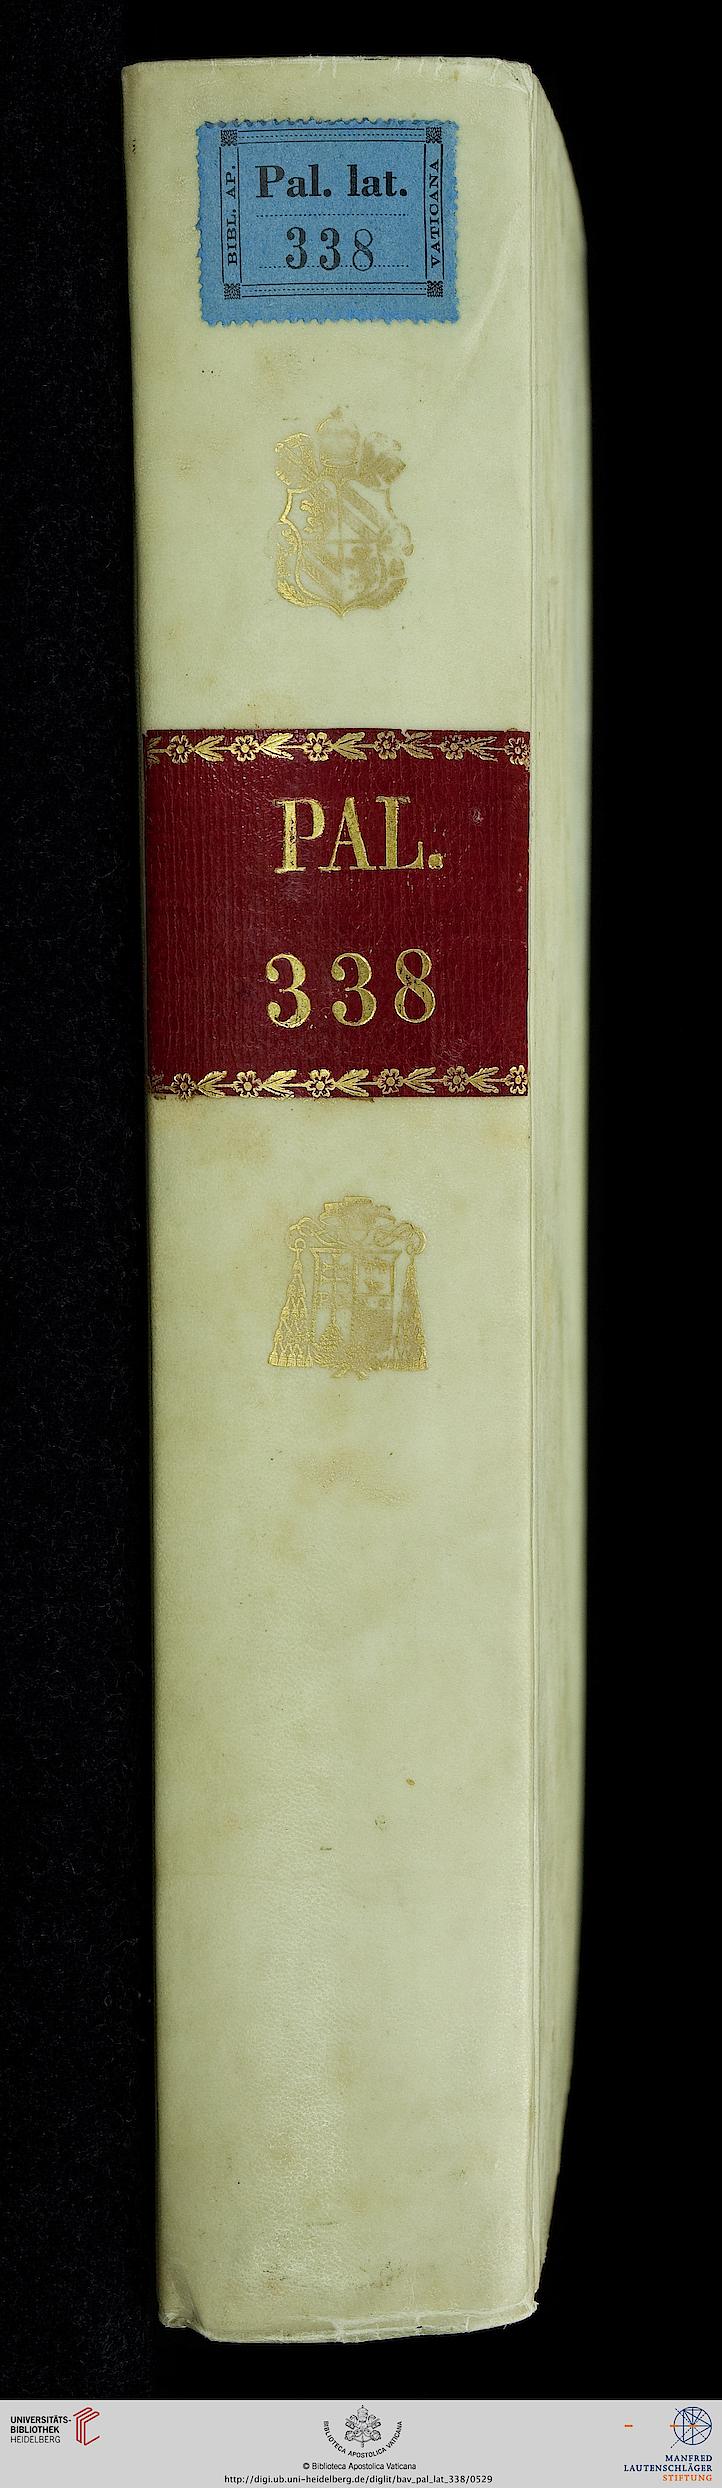 BIBL. AP.
Pal. lat.
338
VATICANA
PAL.
338
UNIVERSITÄTS-
BIBLIOTHEK
HEIDELBERG
BIBLIOTECA APOSTOLICA VATICANA
© Biblioteca Apostolica Vaticana
http://digi.ub.uni-heidelberg.de/diglit/bav_pal_lat_338/0529
MANFRED
LAUTENSCHLÄGER
STIFTUNG